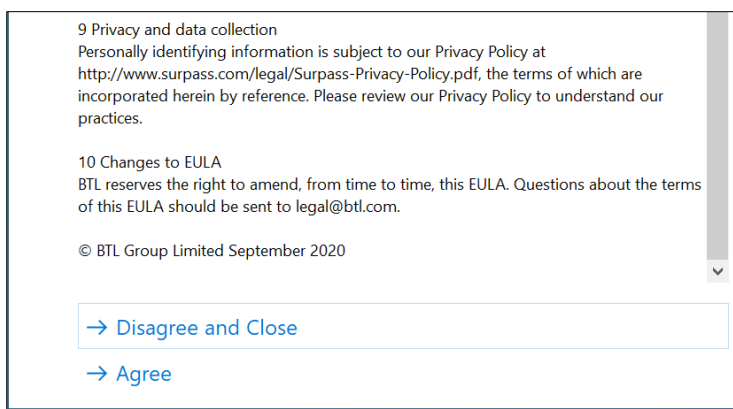 9 Privacy and data collection
Personally identifying information is subject to our Privacy Policy at
http://www.surpass.com/legal/Surpass-Privacy-Policy.pdf, the terms of which are
incorporated herein by reference. Please review our Privacy Policy to understand our
practices.
10 Changes to EULA
BTL reserves the right to amend, from time to time, this EULA. Questions about the terms
of this EULA should be sent to legal@btl.com.
© BTL Group Limited September 2020
→ Disagree and Close
→ Agree